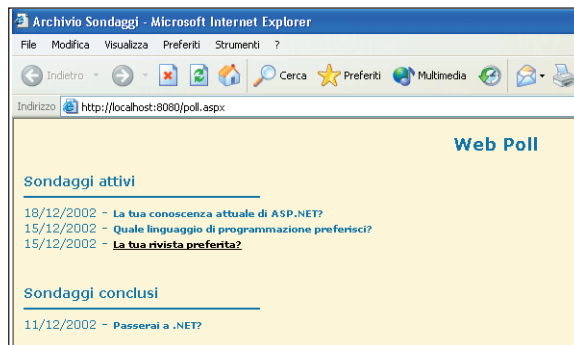 Archivio Sondaggi - Microsoft Internet Explorer
File Modifica Visualizza Preferiti Strumenti ?
Indietro Cerca Preferiti Multimedia
Indirizzo http://localhost:8080/poll.aspx
Web Poll
Sondaggi attivi
18/12/2002 - La tua conoscenza attuale di ASP.NET?
15/12/2002 - Quale linguaggio di programmazione preferisci?
15/12/2002 - La tua rivista preferita?
Sondaggi conclusi
11/12/2002 - Passerai a .NET?